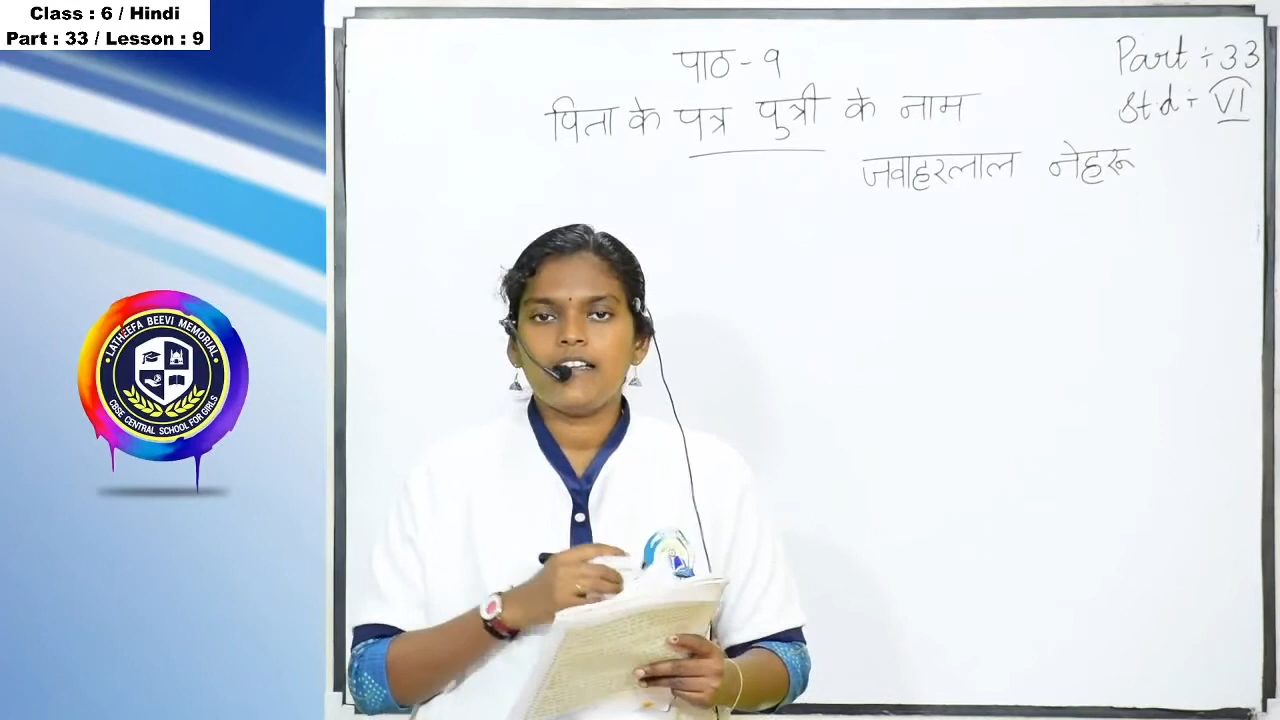 Class : 6 / Hindi
Part : 33 / Lesson : 9
पाठ - ९
पिता के पत्र पुत्री के नाम
जवाहरलाल नेहरू
Part ÷ 33
Std ÷ VI
LATHEEFA BEEVI MEMORIAL
CBSE CENTRAL SCHOOL FOR GIRLS